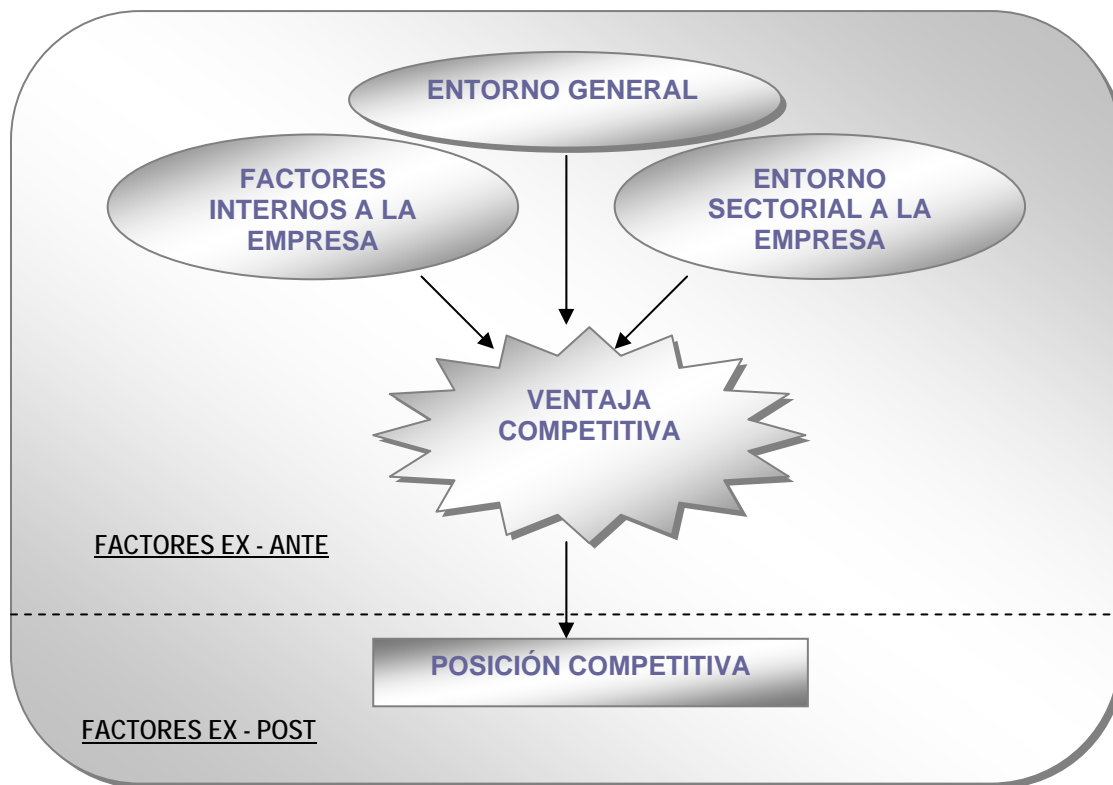 ENTORNO GENERAL
FACTORES
INTERNOS A LA
EMPRESA
ENTORNO
SECTORIAL A LA
EMPRESA
VENTAJA
COMPETITIVA
FACTORES EX - ANTE
POSICIÓN COMPETITIVA
FACTORES EX - POST